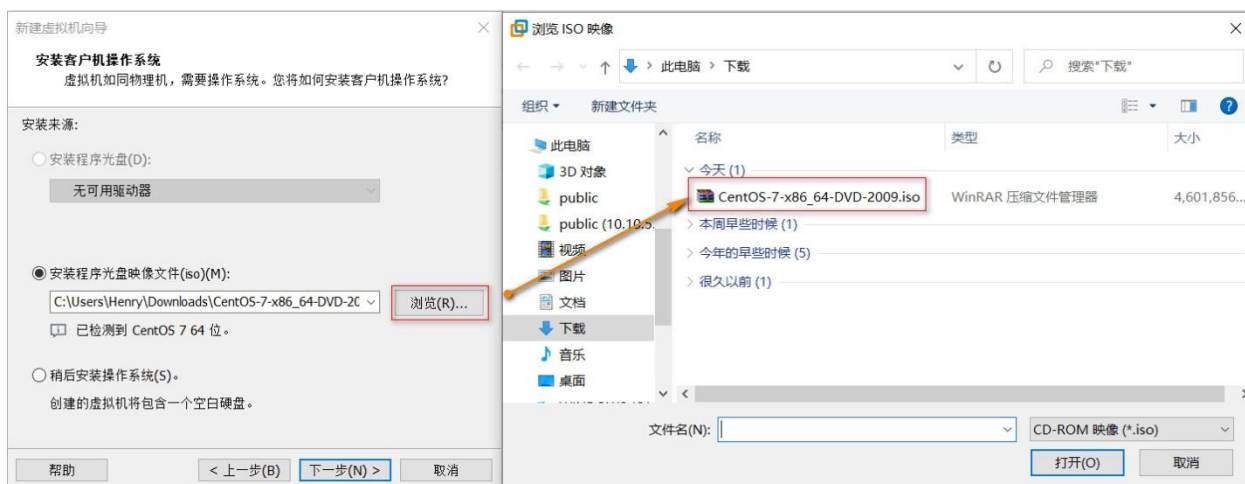 新建虚拟机向导
安装客户机操作系统
虚拟机如同物理机，需要操作系统。您将如何安装客户机操作系统?
安装来源:
安装程序光盘(D):
无可用驱动器
安装程序光盘映像文件(iso)(M):
C:\Users\Henry\Downloads\CentOS-7-x86_64-DVD-20
浏览(R)...
已检测到 CentOS 7 64 位。
稍后安装操作系统(S)。
创建的虚拟机将包含一个空白硬盘。
帮助
< 上一步(B)
下一步(N) >
取消
浏览 ISO 映像
此电脑 > 下载
搜索"下载"
组织
新建文件夹
此电脑
3D 对象
public
public (10.10.5.
视频
图片
文档
下载
音乐
桌面
名称
类型
大小
今天 (1)
CentOS-7-x86_64-DVD-2009.iso
WinRAR 压缩文件管理器
4,601,856...
本周早些时候 (1)
今年的早些时候 (5)
很久以前 (1)
文件名(N):
CD-ROM 映像 (*.iso)
打开(O)
取消